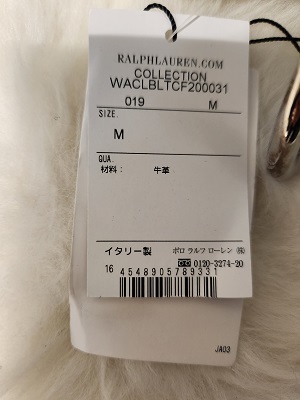 RALPHLAUREN.COM
COLLECTION
WACLBLTCF200031
019 M
SIZE.
M
QUA.
材料: 牛革
イタリー製 ポロ ラルフ ローレン ㈱
0120-3274-20
16 4548905789331
JA03